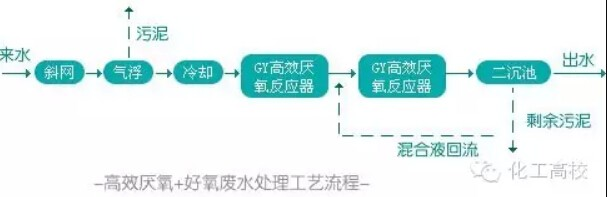 污泥
来水
斜网
气浮
冷却
GY高效厌
氧反应器
GY高效厌
氧反应器
二沉池
出水
剩余污泥
混合液回流
化工高校
—高效厌氧+好氧废水处理工艺流程—